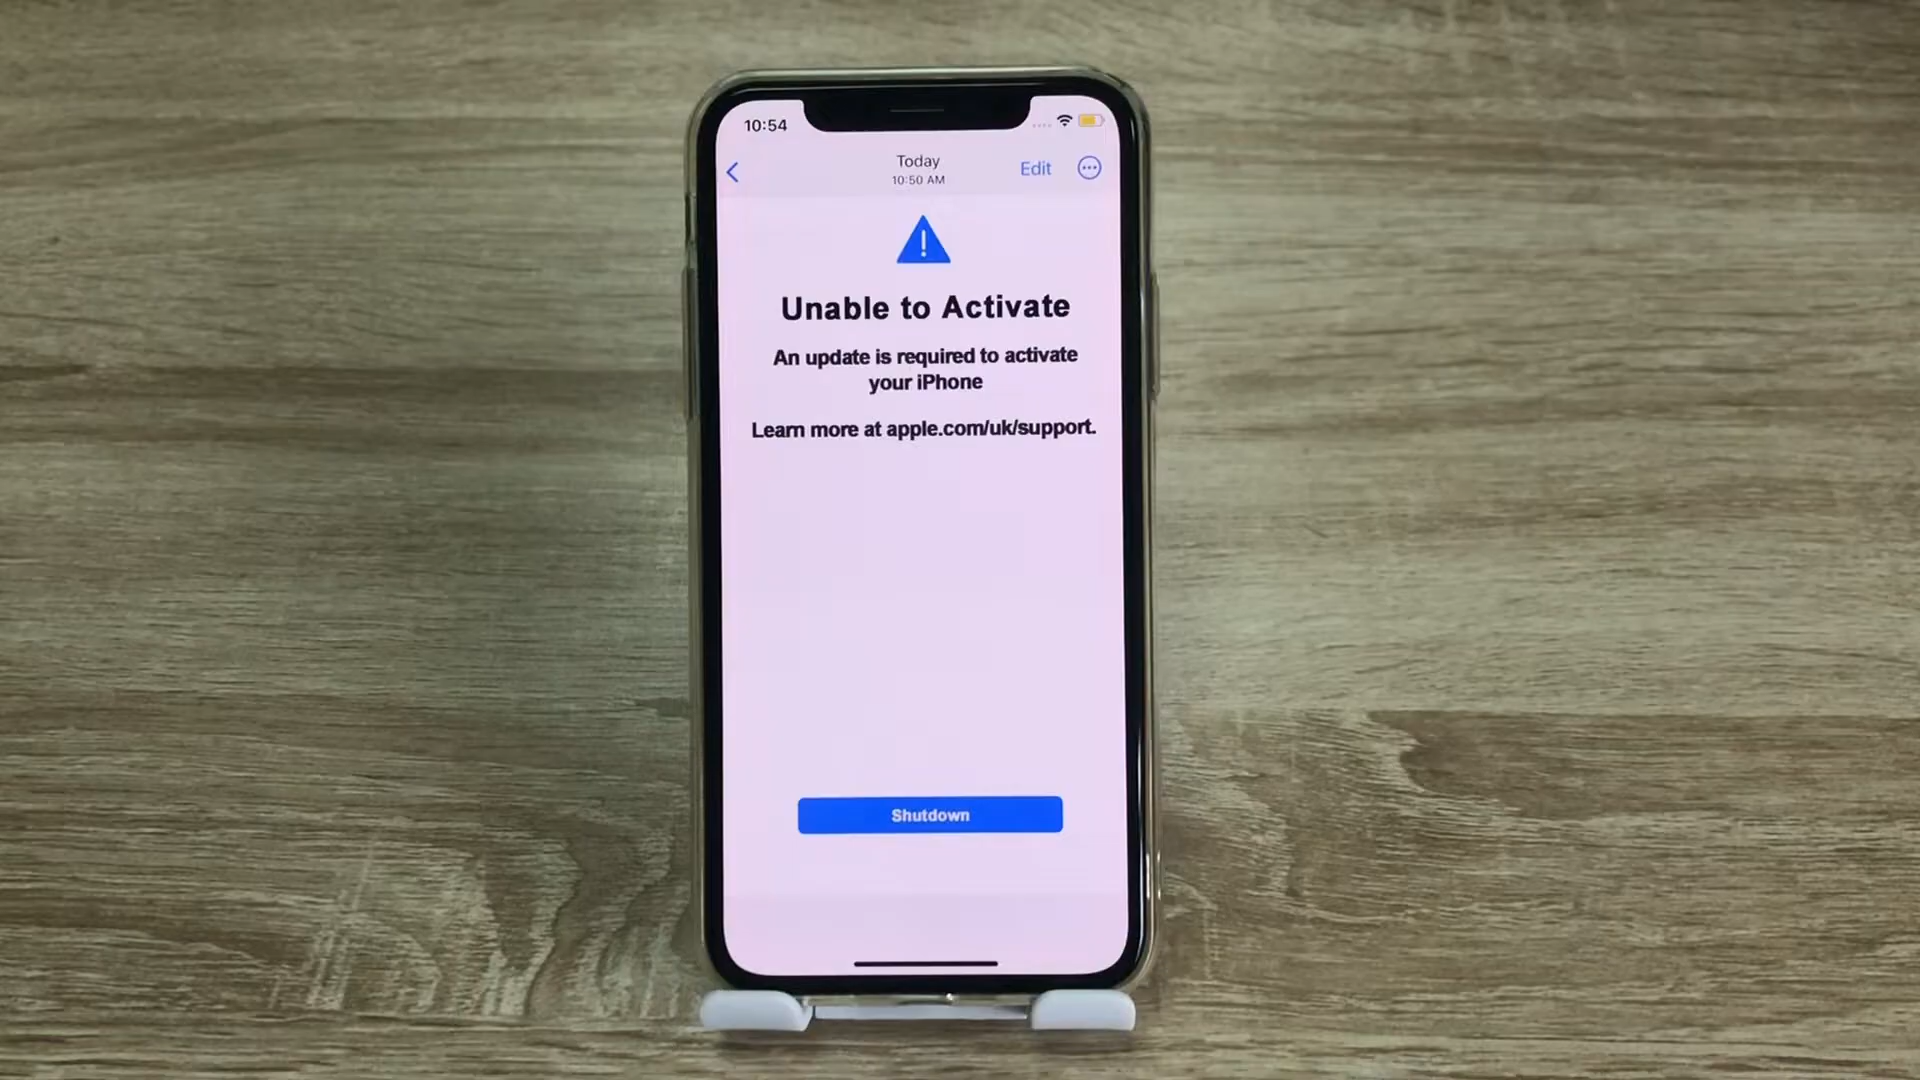 10:54
Today
10:50 AM
Edit
Unable to Activate
An update is required to activate
your iPhone
Learn more at apple.com/uk/support.
Shutdown